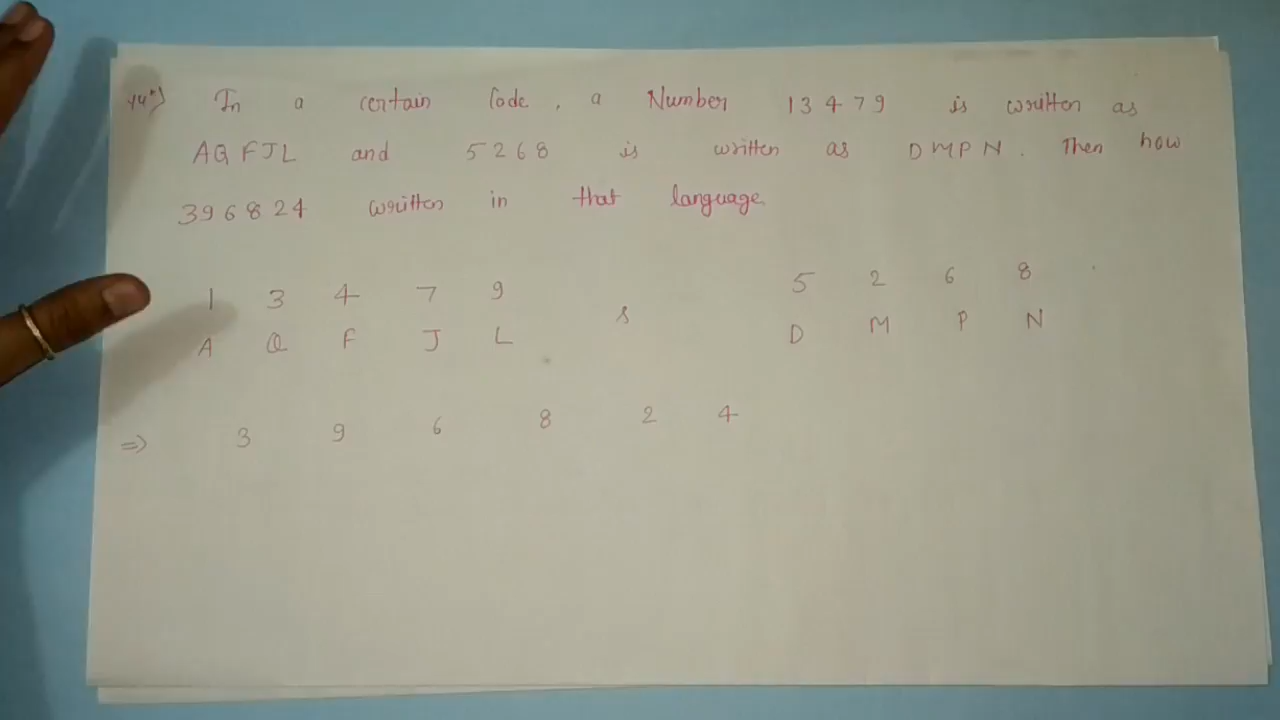 44*) In a certain Code, a Number 13479 is written as
AQFJL and 5268 is written as DMPN. Then how
396824 written in that language.
1 3 4 7 9 5 2 6 8
A Q F J L & D M P N
⇒ 3 9 6 8 2 4